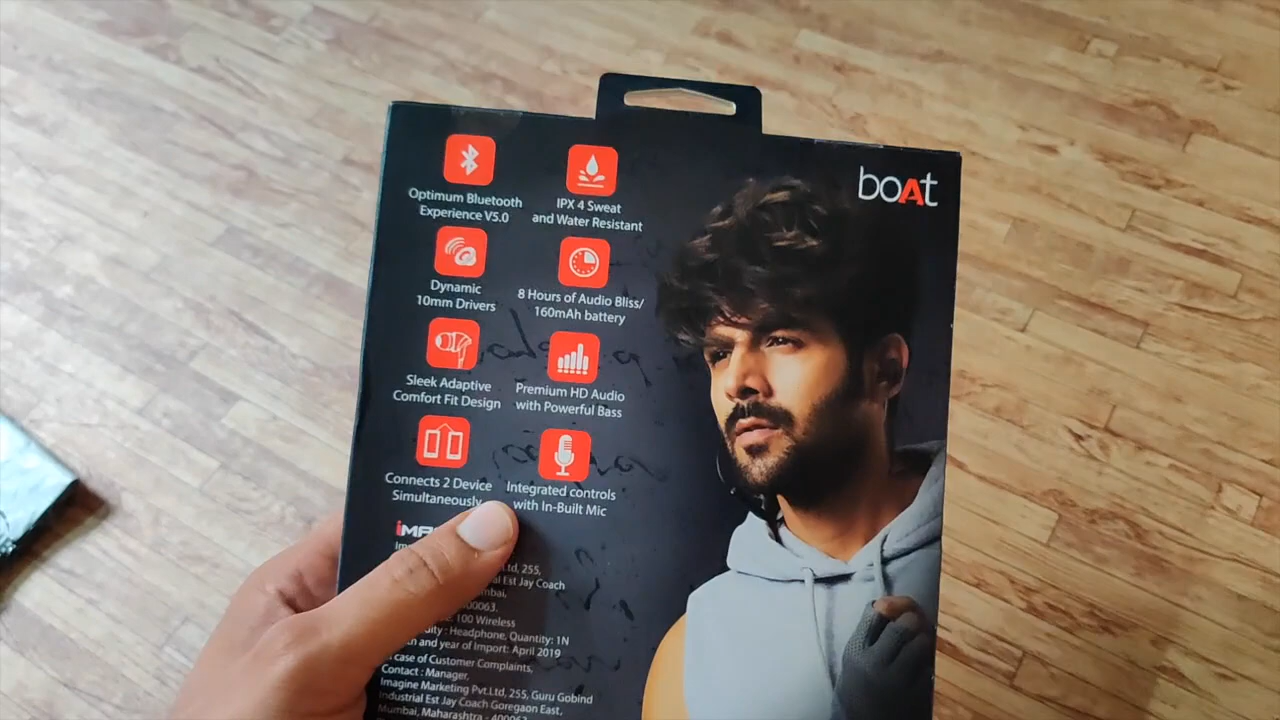 boAt
Optimum Bluetooth
Experience V5.0
IPX 4 Sweat
and Water Resistant
Dynamic
10mm Drivers
8 Hours of Audio Bliss/
160mAh battery
Sleek Adaptive
Comfort Fit Design
Premium HD Audio
with Powerful Bass
Connects 2 Device
Simultaneously
Integrated controls
with In-Built Mic
255,
Est Jay Coach
100 Wireless
: Headphone, Quantity: 1N
and year of Import: April 2019
case of Customer Complaints,
Contact : Manager,
Imagine Marketing Pvt.Ltd, 255, Guru Gobind
Industrial Est Jay Coach Goregaon East,
Mumbai, Maharashtra - 400063